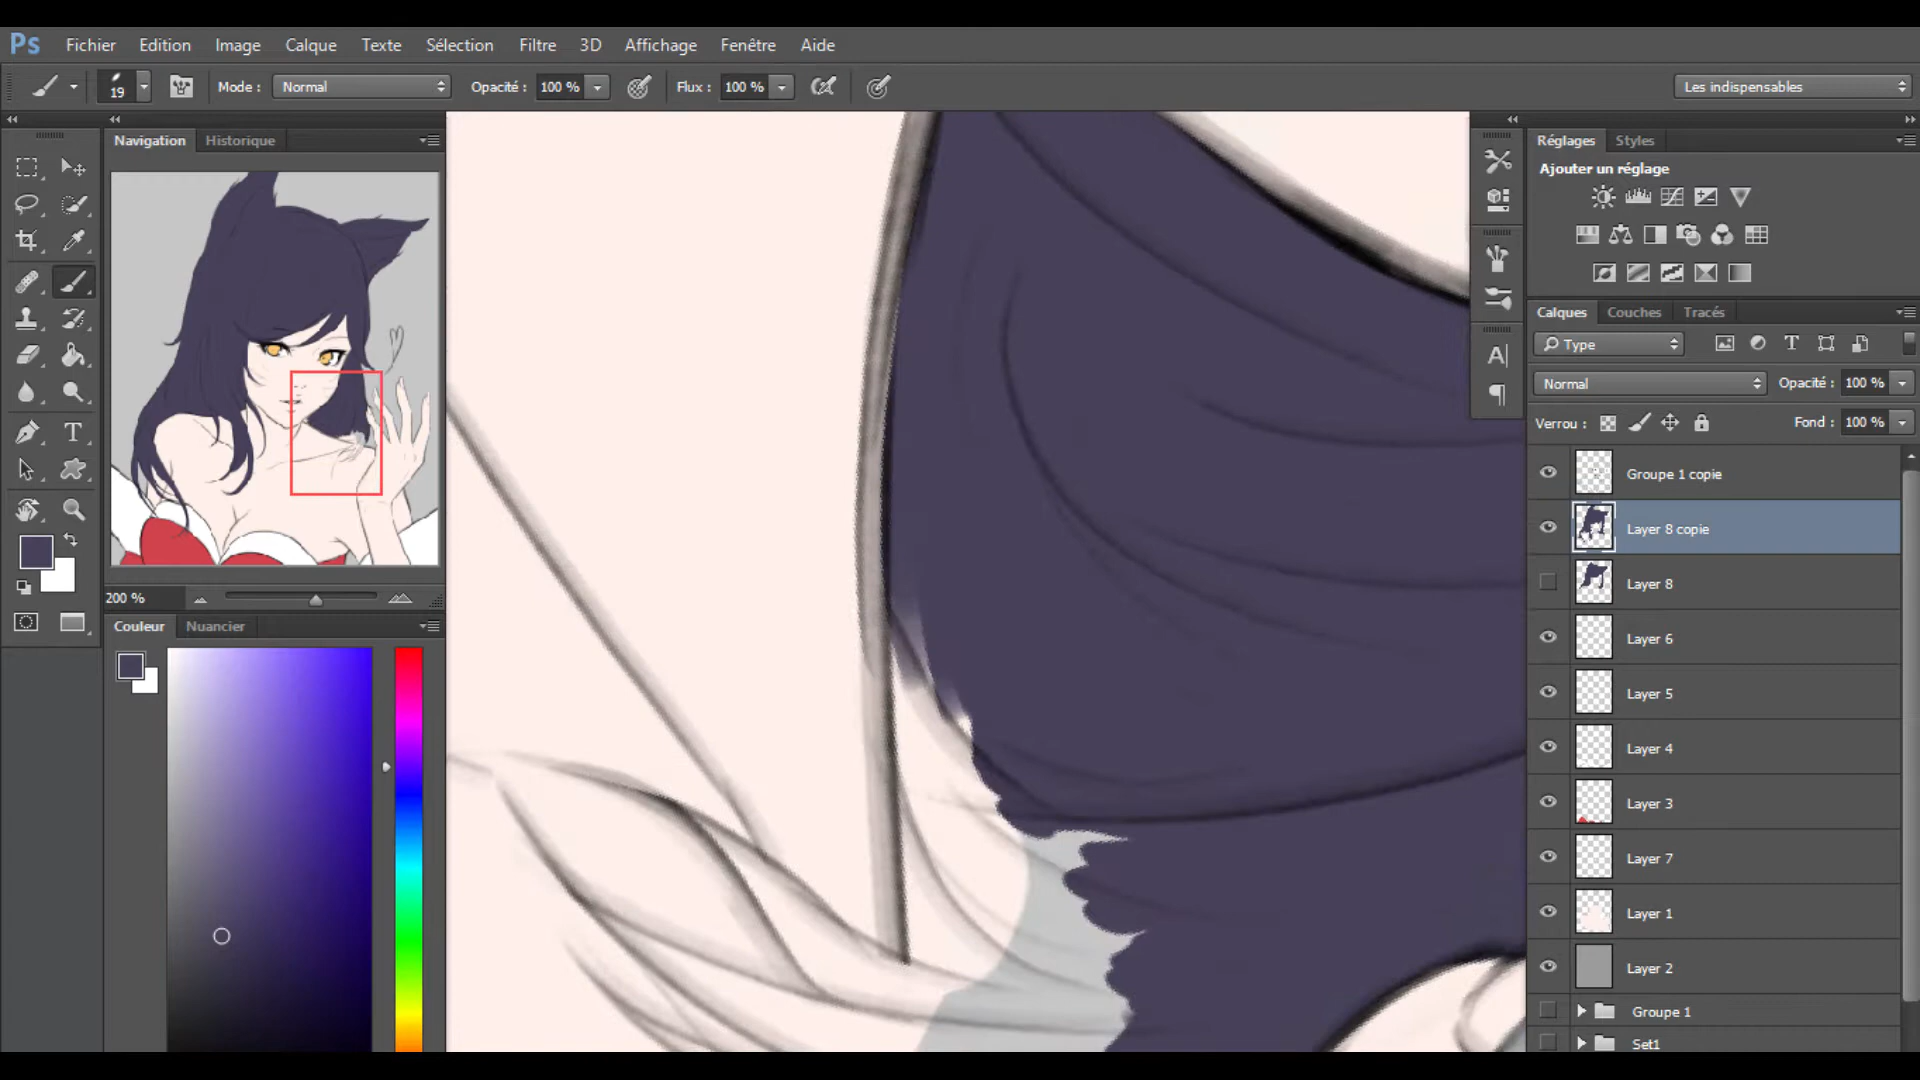 Ps Fichier Edition Image Calque Texte Sélection Filtre 3D Affichage Fenêtre Aide
19 Mode : Normal Opacité : 100 % Flux : 100 % Les indispensables
Navigation Historique
200 %
Couleur Nuancier
Réglages Styles
Ajouter un réglage
Calques Couches Tracés
Type
Normal Opacité : 100 %
Verrou : Fond : 100 %
Groupe 1 copie
Layer 8 copie
Layer 8
Layer 6
Layer 5
Layer 4
Layer 3
Layer 7
Layer 1
Layer 2
Groupe 1
Set1